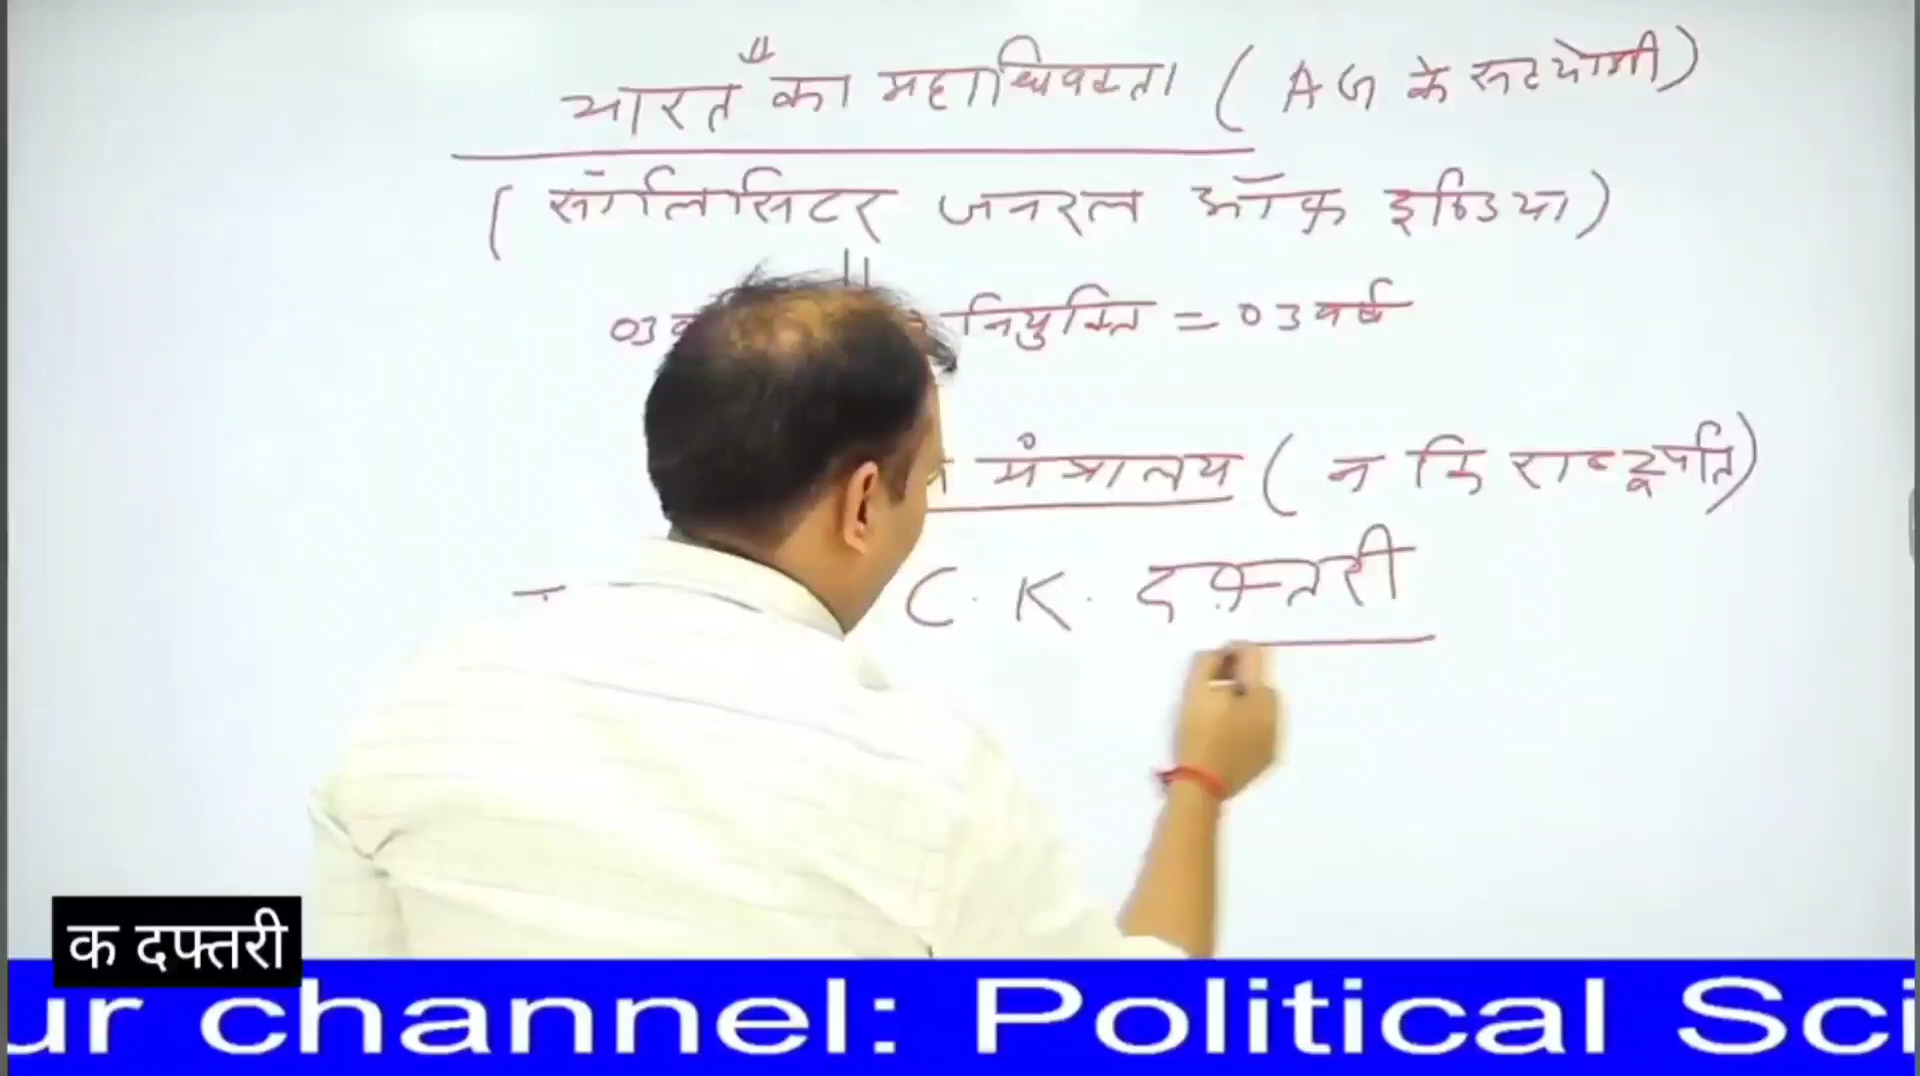 भारत का महाधिवक्ता ( AG के सहयोगी )
( सॉलिसिटर जनरल ऑफ इण्डिया )
03 नियुक्ति = 03 वर्ष
मंत्रालय ( न कि राष्ट्रपति )
C. K. दफ़्तरी
क दफ्तरी
ur channel: Political Sci